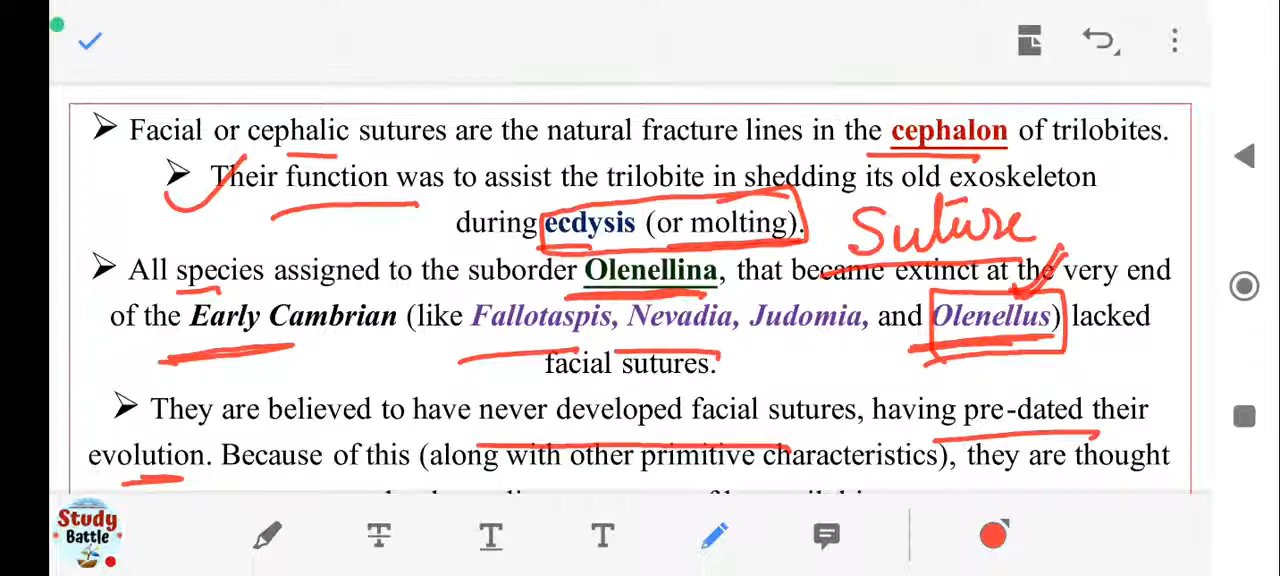 ➢ Facial or cephalic sutures are the natural fracture lines in the cephalon of trilobites.
➢ Their function was to assist the trilobite in shedding its old exoskeleton
during ecdysis (or molting).
Suture
➢ All species assigned to the suborder Olenellina, that became extinct at the very end
of the Early Cambrian (like Fallotaspis, Nevadia, Judomia, and Olenellus) lacked
facial sutures.
➢ They are believed to have never developed facial sutures, having pre-dated their
evolution. Because of this (along with other primitive characteristics), they are thought
Study
Battle
T
T
T